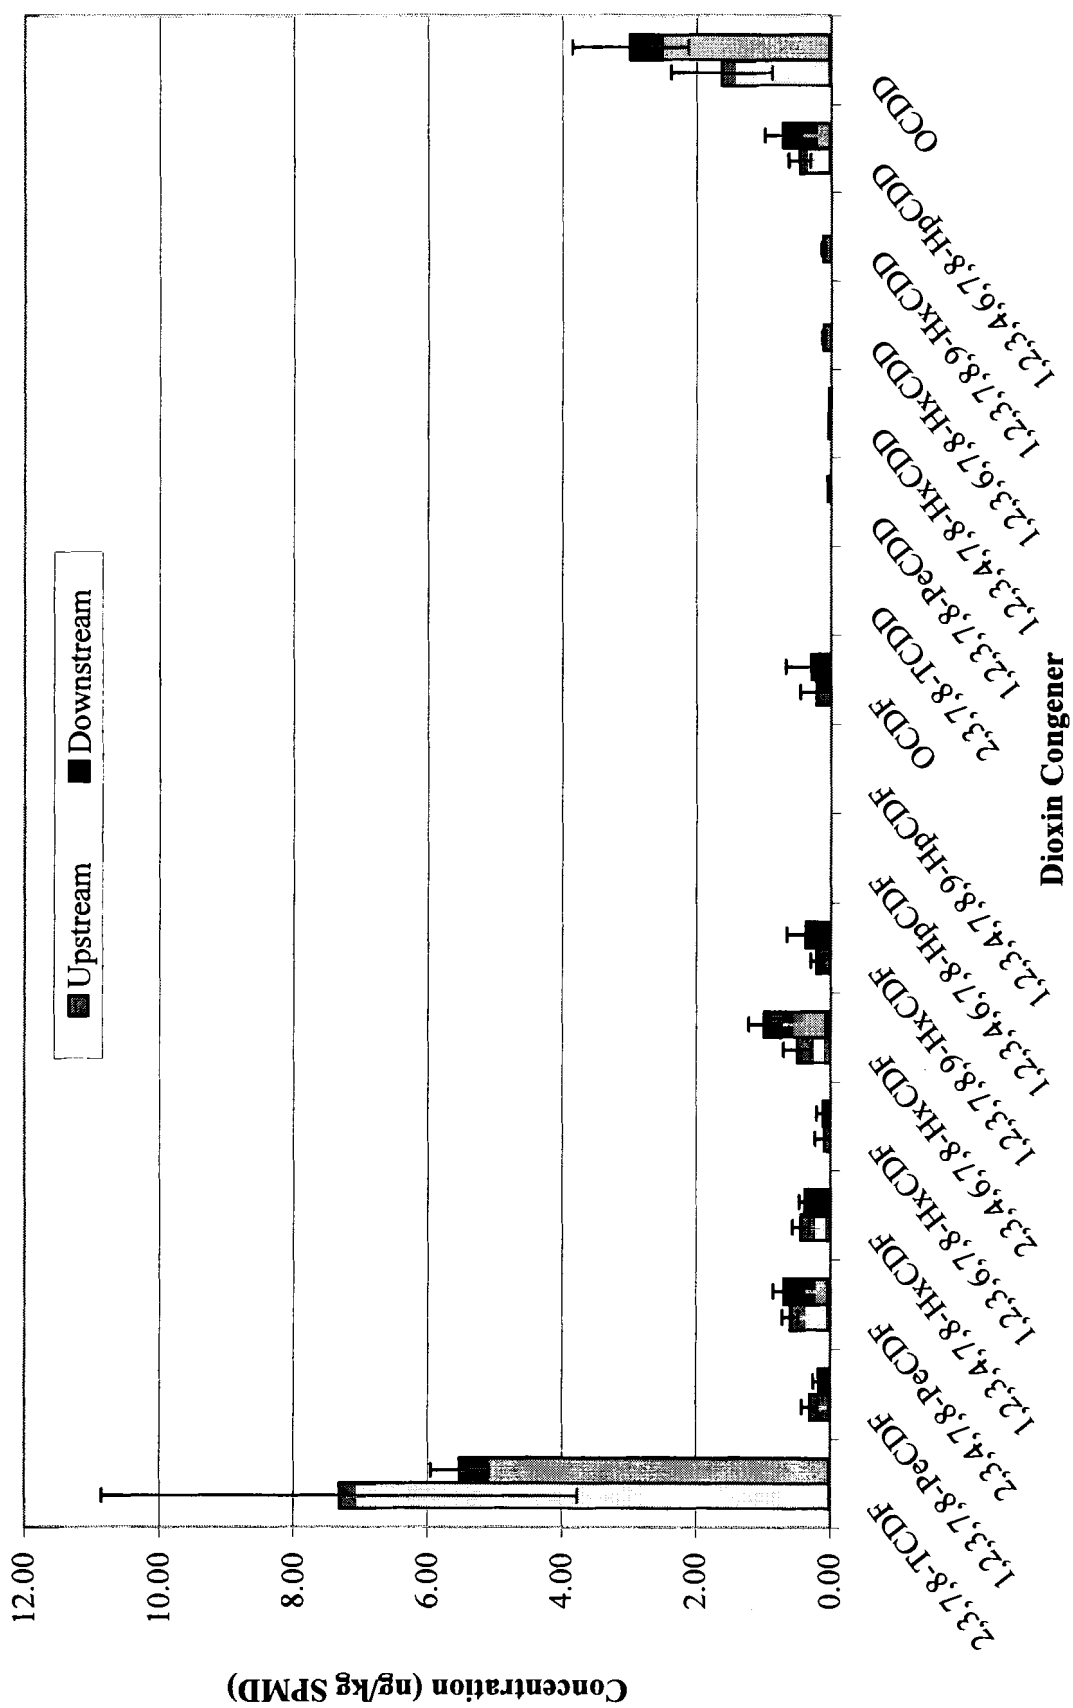 Concentration (ng/kg SPMD)
12.00
10.00
8.00
6.00
4.00
2.00
0.00
Upstream
Downstream
2,3,7,8-TCDF
1,2,3,7,8-PeCDF
2,3,4,7,8-PeCDF
1,2,3,4,7,8-HxCDF
1,2,3,6,7,8-HxCDF
2,3,4,6,7,8-HxCDF
1,2,3,7,8,9-HxCDF
1,2,3,4,6,7,8-HpCDF
1,2,3,4,7,8,9-HpCDF
OCDF
2,3,7,8-TCDD
1,2,3,7,8-PeCDD
1,2,3,4,7,8-HxCDD
1,2,3,6,7,8-HxCDD
1,2,3,7,8,9-HxCDD
1,2,3,4,6,7,8-HpCDD
OCDD
Dioxin Congener